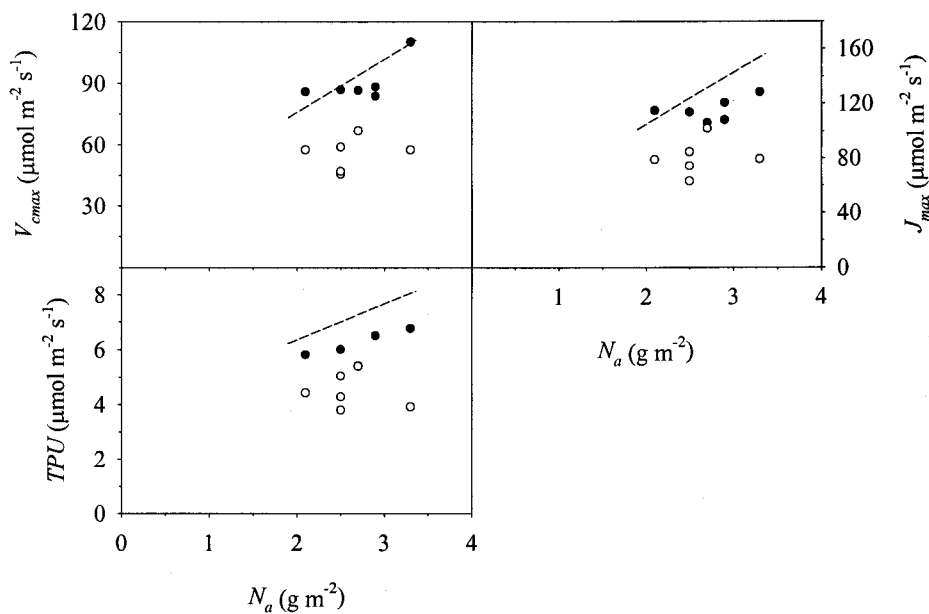 120
90
60
30
V_cmax (μmol m⁻² s⁻¹)
160
120
80
40
0
J_max (μmol m⁻² s⁻¹)
1 2 3 4
N_a (g m⁻²)
8
6
4
2
0
TPU (μmol m⁻² s⁻¹)
0 1 2 3 4
N_a (g m⁻²)